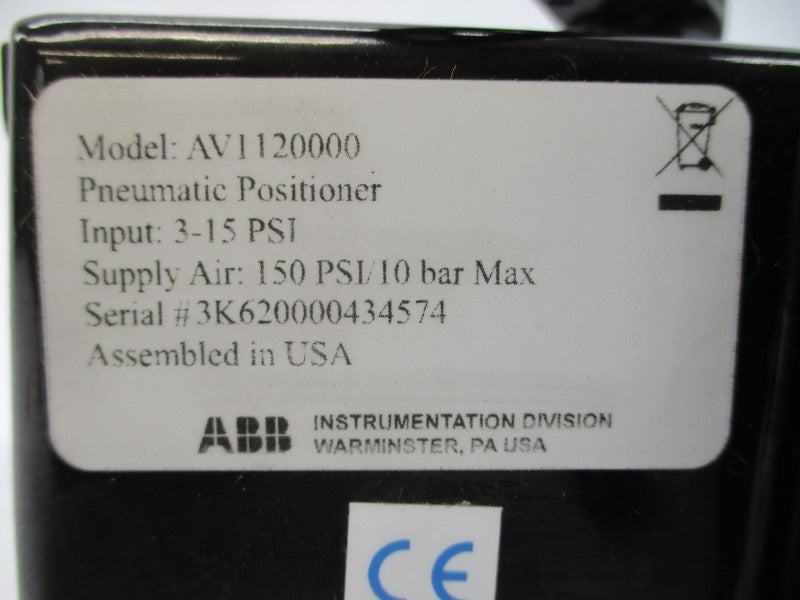 Model: AV1120000
Pneumatic Positioner
Input: 3-15 PSI
Supply Air: 150 PSI/10 bar Max
Serial #3K620000434574
Assembled in USA
ABB INSTRUMENTATION DIVISION
WARMINSTER, PA USA
CE